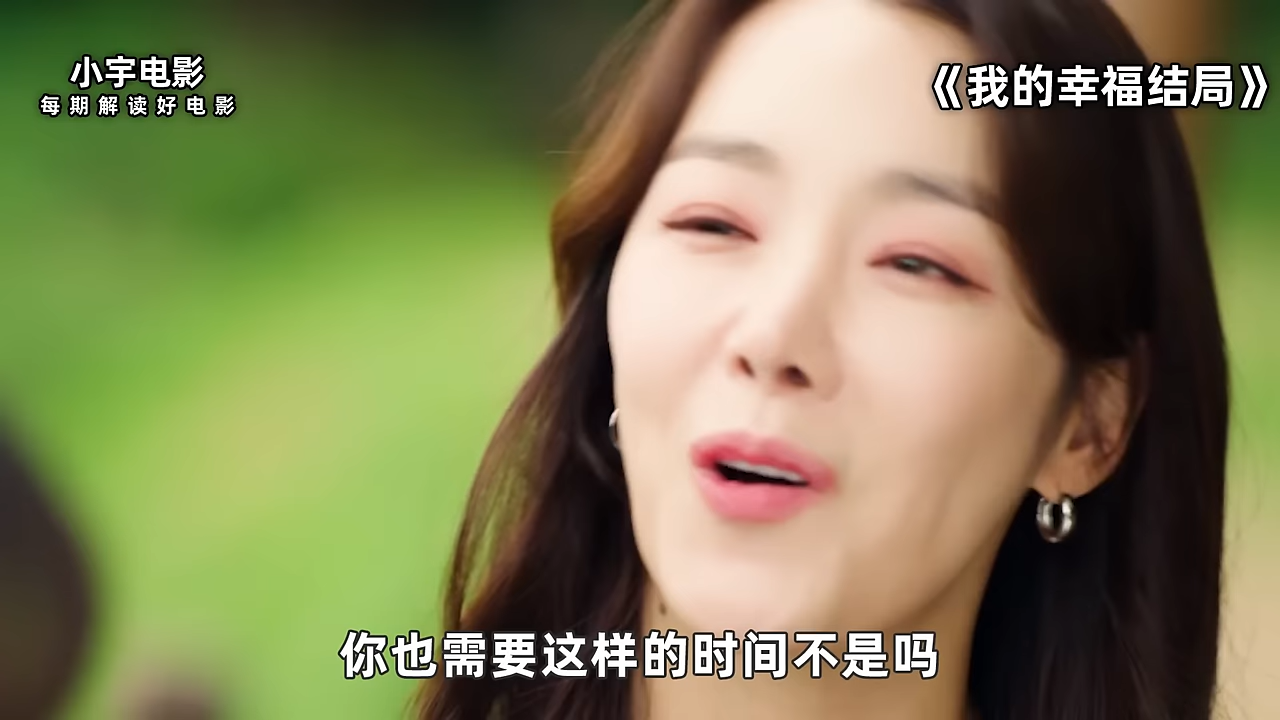 小宇电影
每期解读好电影
《我的幸福结局》
你也需要这样的时间不是吗